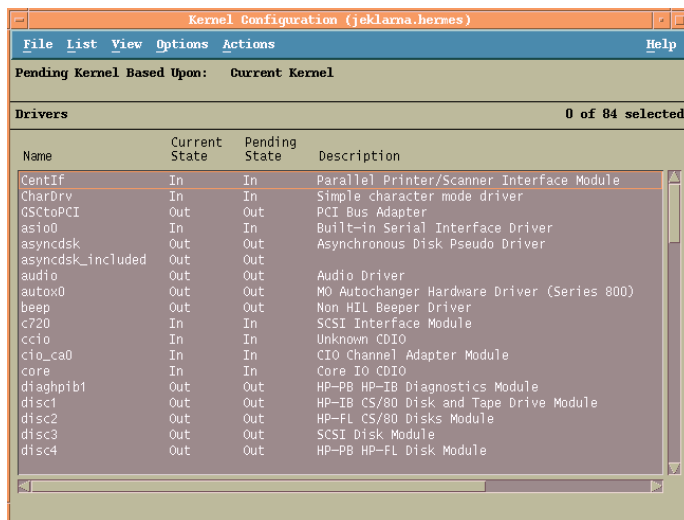 Kernel Configuration (jeklarna.hermes)
File List View Options Actions Help
Pending Kernel Based Upon: Current Kernel
Drivers 0 of 84 selected
Current Pending
Name State State Description
CentIf In In Parallel Printer/Scanner Interface Module
CharDrv In In Simple character mode driver
GSCtoPCI Out Out PCI Bus Adapter
asio0 In In Built-in Serial Interface Driver
asyncdsk Out Out Asynchronous Disk Pseudo Driver
asyncdsk_included Out Out
audio Out Out Audio Driver
autox0 Out Out MO Autochanger Hardware Driver (Series 800)
beep Out Out Non HIL Beeper Driver
c720 In In SCSI Interface Module
ccio In In Unknown CDIO
cio_ca0 In In CIO Channel Adapter Module
core In In Core IO CDIO
diaghpib1 Out Out HP-PB HP-IB Diagnostics Module
disc1 Out Out HP-IB CS/80 Disk and Tape Drive Module
disc2 Out Out HP-FL CS/80 Disks Module
disc3 Out Out SCSI Disk Module
disc4 Out Out HP-PB HP-FL Disk Module